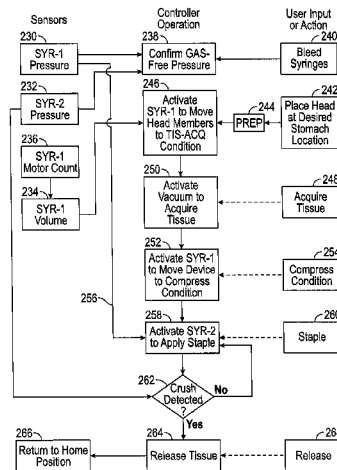 Sensors
Controller
Operation
User Input
or Action
230
SYR-1
Pressure
238
Confirm GAS-
Free Pressure
240
Bleed
Syringes
232
SYR-2
Pressure
246
Activate
SYR-1 to Move
Head Members
to TIS-ACQ
Condition
244
PREP
242
Place Head
at Desired
Stomach
Location
236
SYR-1
Motor Count
234
SYR-1
Volume
250
Activate
Vacuum to
Acquire
Tissue
248
Acquire
Tissue
252
Activate SYR-1
to Move Device
to Compress
Condition
254
Compress
Condition
256
258
Activate SYR-2
to Apply Staple
260
Staple
262
Crush
Detected
?
No
Yes
266
Return to Home
Position
264
Release Tissue
Release